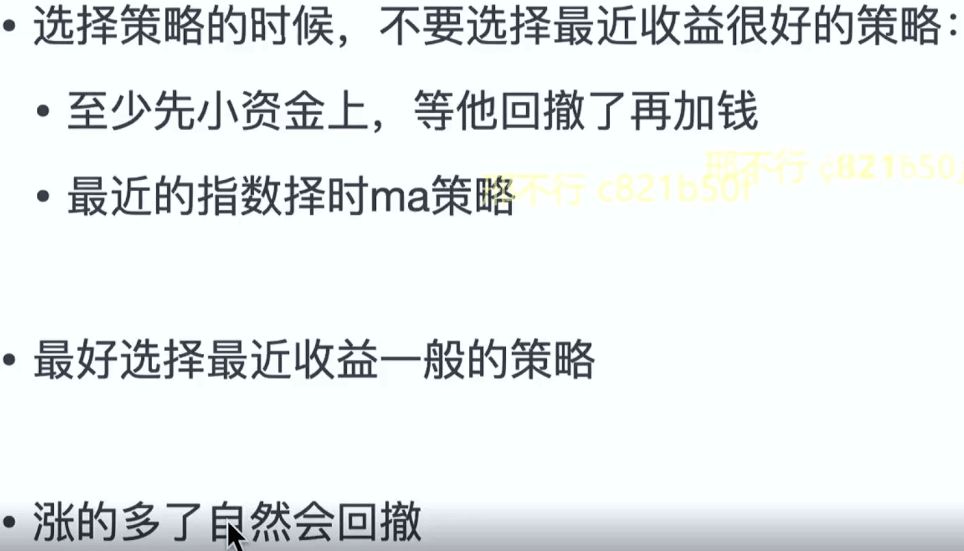 • 选择策略的时候，不要选择最近收益很好的策略：
• 至少先小资金上，等他回撤了再加钱
邢不行 c821b50
• 最近的指数择时ma策略
邢不行 c821b50f
• 最好选择最近收益一般的策略
• 涨的多了自然会回撤